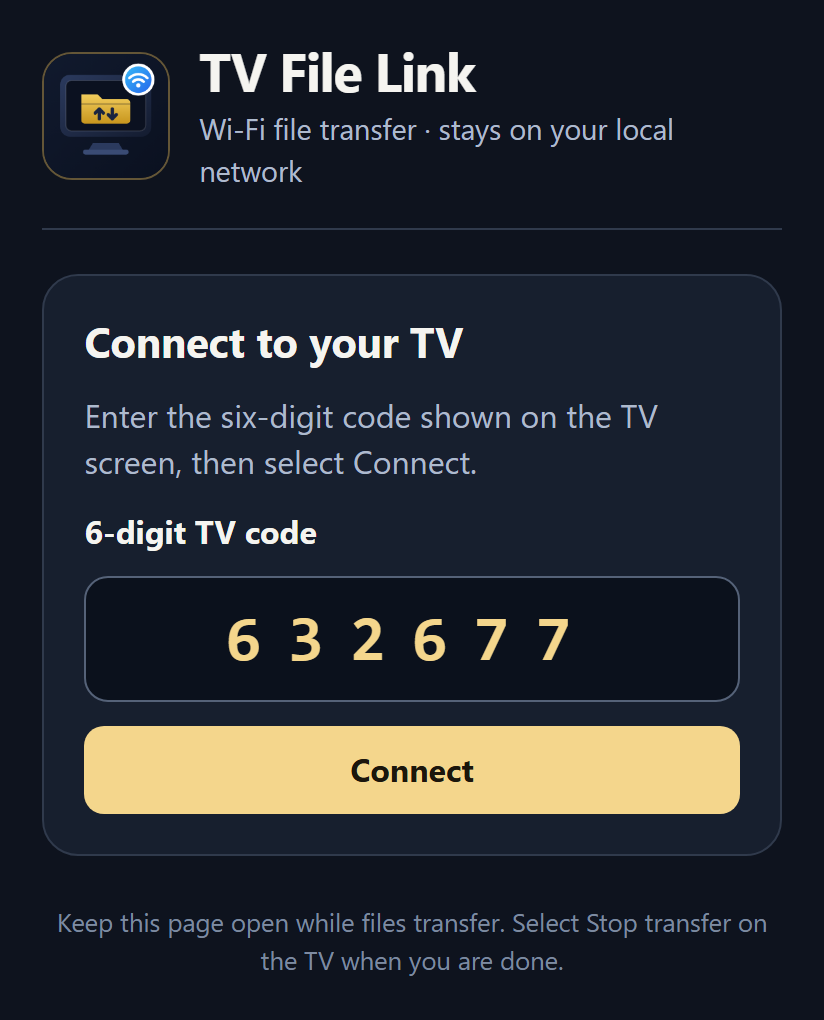 TV File Link
Wi-Fi file transfer · stays on your local
network
Connect to your TV
Enter the six-digit code shown on the TV
screen, then select Connect.
6-digit TV code
6 3 2 6 7 7
Connect
Keep this page open while files transfer. Select Stop transfer on
the TV when you are done.